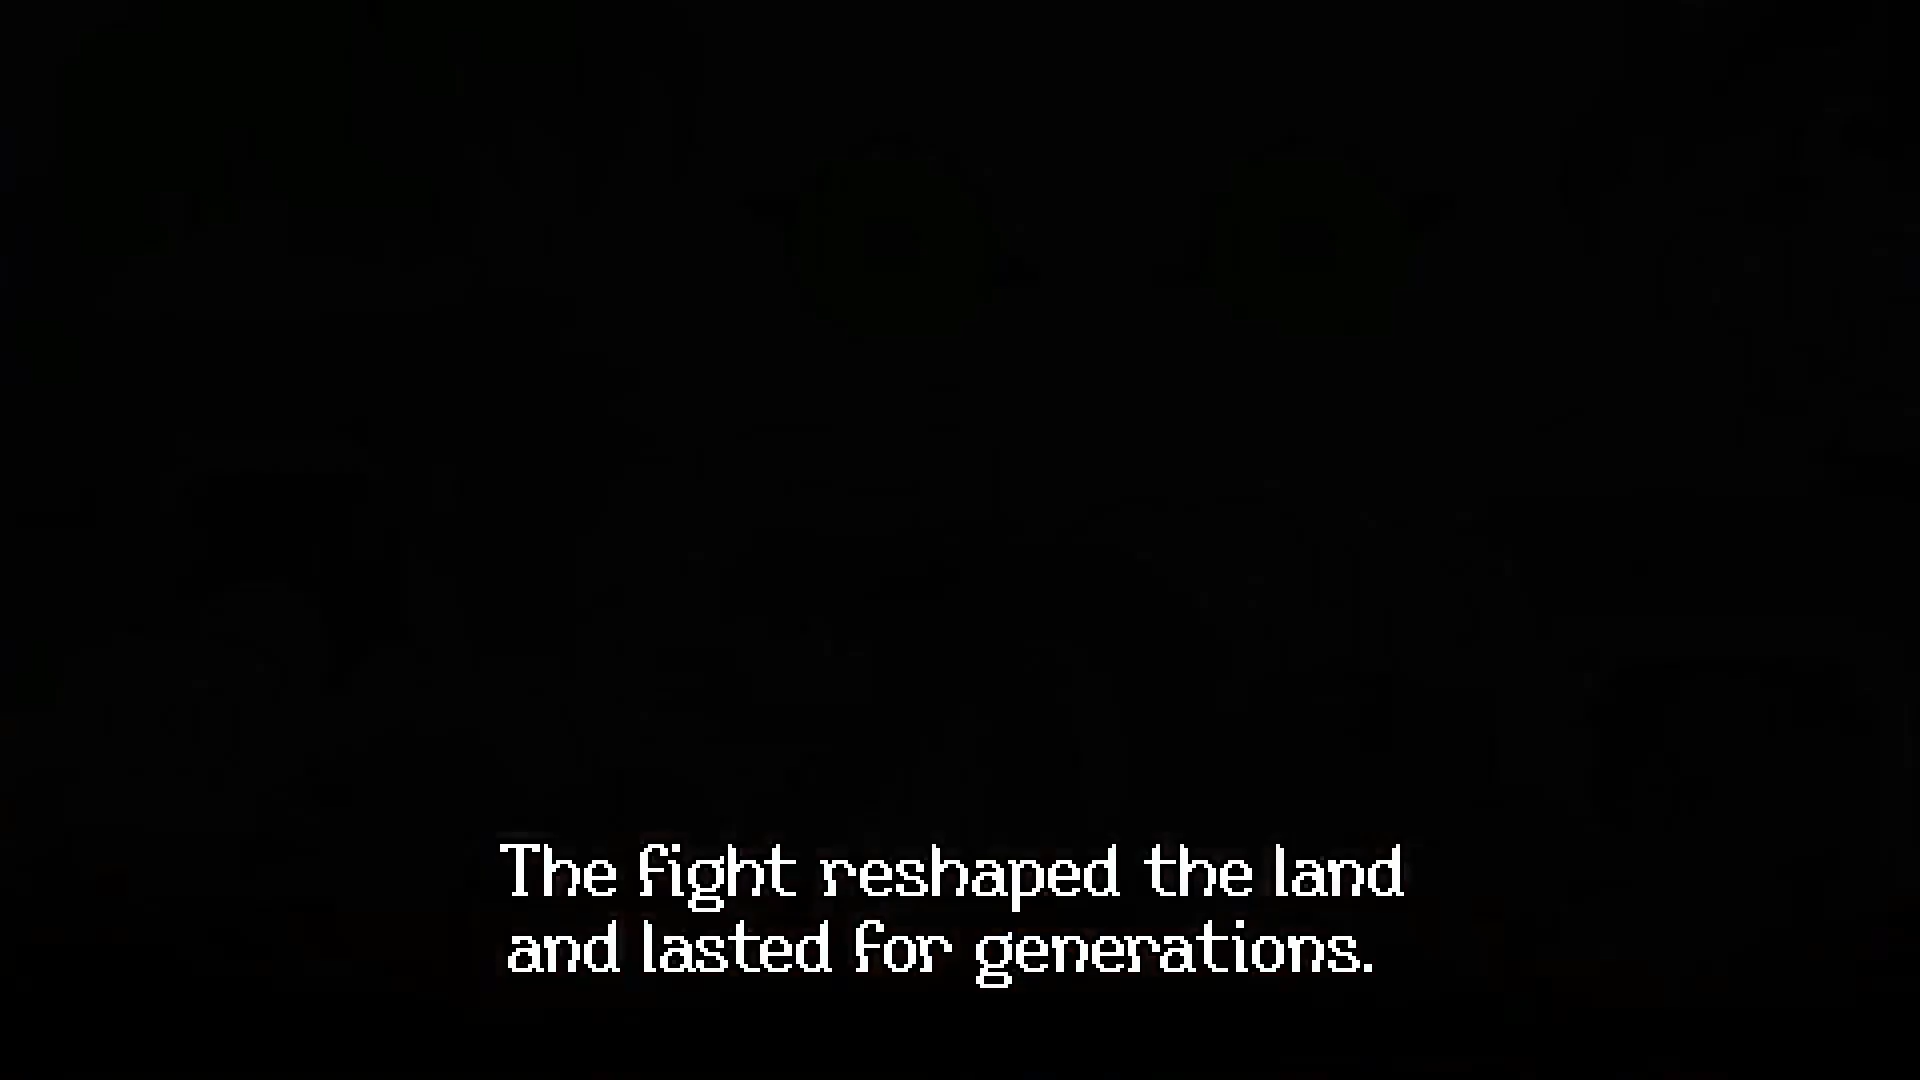 The fight reshaped the land
and lasted for generations.